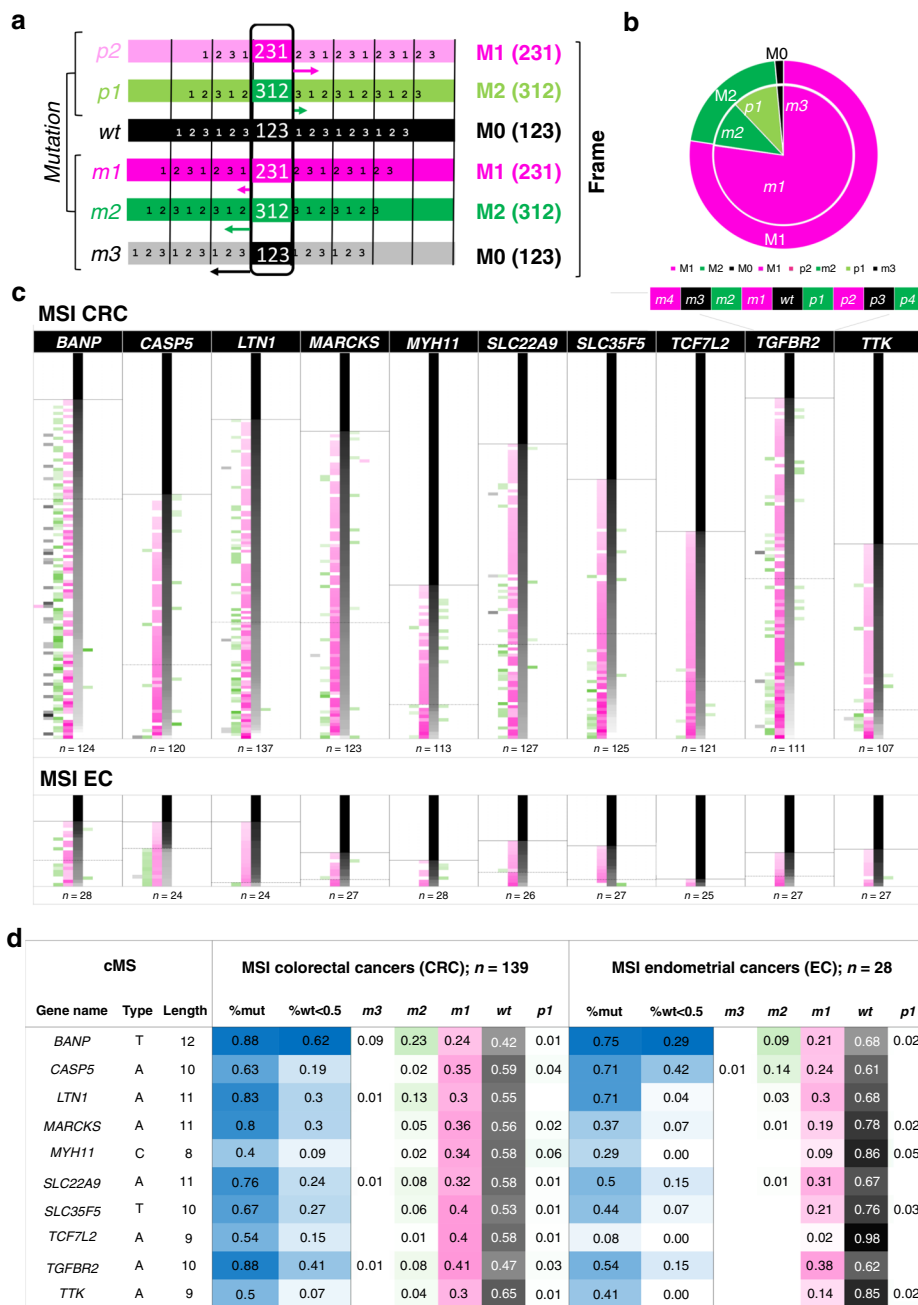 a
p2 1 2 3 1 231 2 3 1 2 3 1 2 3 1 2 3 M1 (231)
p1 1 2 3 1 2 312 3 1 2 3 1 2 3 1 2 3 M2 (312)
wt 1 2 3 1 2 3 123 1 2 3 1 2 3 1 2 3 M0 (123)
m1 1 2 3 1 2 3 1 231 2 3 1 2 3 1 2 3 M1 (231)
m2 1 2 3 1 2 3 1 2 312 3 1 2 3 1 2 3 M2 (312)
m3 1 2 3 1 2 3 1 2 3 123 1 2 3 1 2 3 M0 (123)
Mutation
Frame
b
M0
M2
p1
m3
m2
m1
M1
M1 M2 M0 M1 p2 m2 p1 m3
m4 m3 m2 m1 wt p1 p2 p3 p4
c
MSI CRC
BANP CASP5 LTN1 MARCKS MYH11 SLC22A9 SLC35F5 TCF7L2 TGFBR2 TTK
n = 124 n = 120 n = 137 n = 123 n = 113 n = 127 n = 125 n = 121 n = 111 n = 107
MSI EC
n = 28 n = 24 n = 24 n = 27 n = 28 n = 26 n = 27 n = 25 n = 27 n = 27
d
cMS MSI colorectal cancers (CRC); n = 139 MSI endometrial cancers (EC); n = 28
Gene name Type Length %mut %wt<0.5 m3 m2 m1 wt p1 %mut %wt<0.5 m3 m2 m1 wt p1
BANP T 12 0.88 0.62 0.09 0.23 0.24 0.42 0.01 0.75 0.29 0.09 0.21 0.68 0.02
CASP5 A 10 0.63 0.19 0.02 0.35 0.59 0.04 0.71 0.42 0.01 0.14 0.24 0.61
LTN1 A 11 0.83 0.3 0.01 0.13 0.3 0.55 0.71 0.04 0.03 0.3 0.68
MARCKS A 11 0.8 0.3 0.05 0.36 0.56 0.02 0.37 0.07 0.01 0.19 0.78 0.02
MYH11 C 8 0.4 0.09 0.02 0.34 0.58 0.06 0.29 0.00 0.09 0.86 0.05
SLC22A9 A 11 0.76 0.24 0.01 0.08 0.32 0.58 0.01 0.5 0.15 0.01 0.31 0.67
SLC35F5 T 10 0.67 0.27 0.06 0.4 0.53 0.01 0.44 0.07 0.21 0.76 0.03
TCF7L2 A 9 0.54 0.15 0.01 0.4 0.58 0.01 0.08 0.00 0.02 0.98
TGFBR2 A 10 0.88 0.41 0.01 0.08 0.41 0.47 0.03 0.54 0.15 0.38 0.62
TTK A 9 0.5 0.07 0.04 0.3 0.65 0.01 0.41 0.00 0.14 0.85 0.02